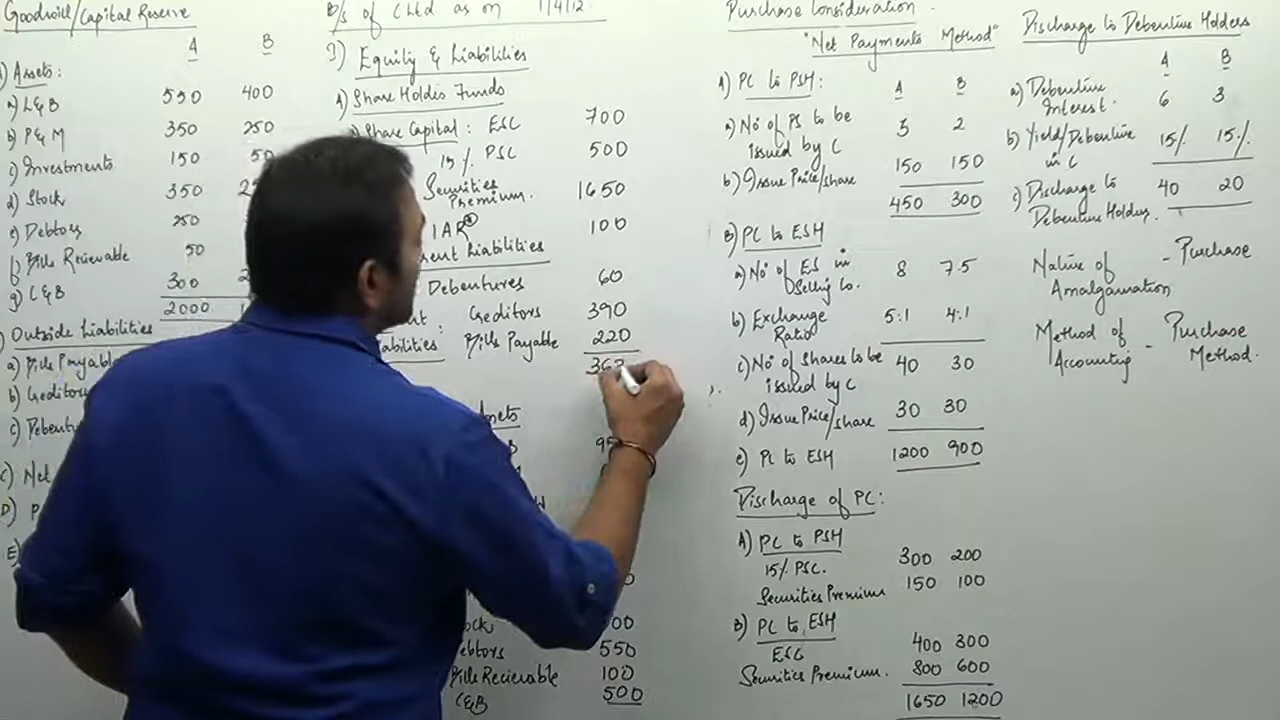 Goodwill/Capital Reserve
A B
A) Assets:
a) L&B 550 400
b) P&M 350 250
c) Investments 150 50
d) Stock 350
e) Debtors 250
f) Bills Recievable 50
g) C&B 300
2000
Outside Liabilities
a) Bills Payable
b) Creditors
c)
C) Net
D)
E)
B/s of C Ltd as on 1/4/12.
I) Equity & Liabilities
1) Share Holders Funds
Share Capital: ESC 700
15% PSC 500
Securities Premium. 1650
IAR 100
Liabilities
Debentures 60
Creditors 390
Bills Payable 220
550
Bills Recievable 100
C&B 500
Purchase Consideration.
"Net Payments Method"
A) PC to PSH: A B
a) No of PS to be issued by C 3 2
b) Issue Price/share 150 150
450 300
B) PC to ESH
a) No of ES in Selling Co. 8 7.5
b) Exchange Ratio 5:1 4:1
c) No of Shares to be issued by C 40 30
d) Issue Price/share 30 30
e) PC to ESH 1200 900
Discharge of PC:
A) PC to PSH
15% PSC. 300 200
Securities Premium 150 100
B) PC to ESH
ESC 400 300
Securities Premium. 800 600
1650 1200
Discharge to Debenture Holders
A B
a) Debenture Interest. 6 3
b) Yield/Debenture in C 15% 15%
c) Discharge to Debenture Holders. 40 20
Nature of Amalgamation - Purchase
Method of Accounting - Purchase Method.